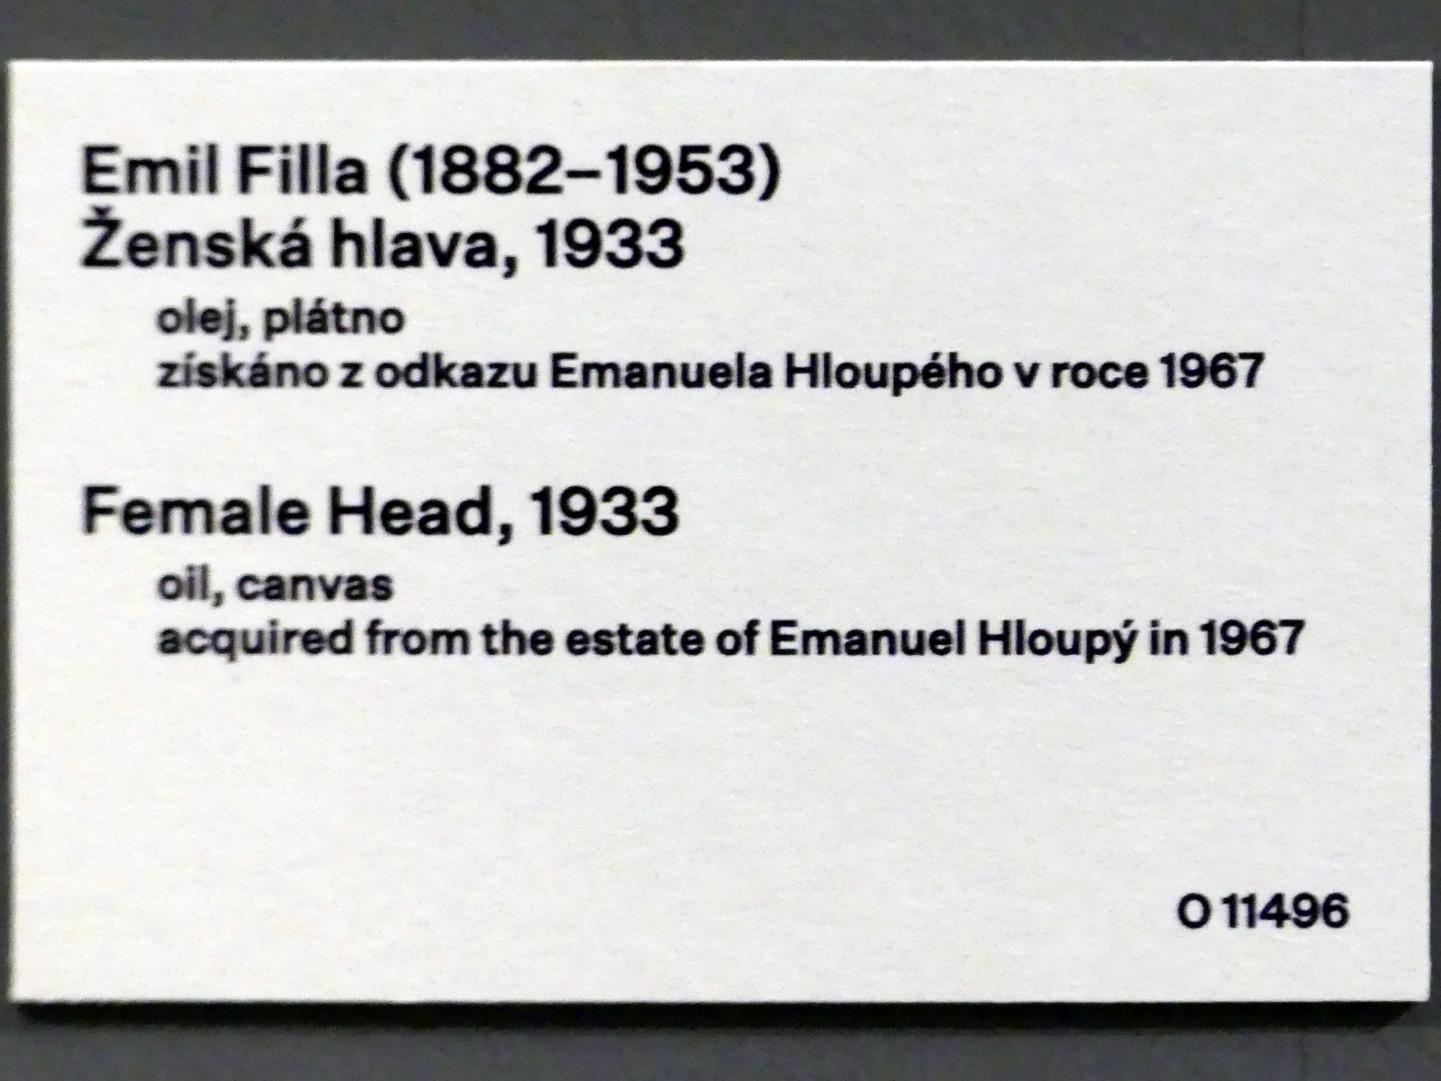 Emil Filla (1882–1953)
Ženská hlava, 1933
olej, plátno
získáno z odkazu Emanuela Hloupého v roce 1967
Female Head, 1933
oil, canvas
acquired from the estate of Emanuel Hloupý in 1967
O 11496